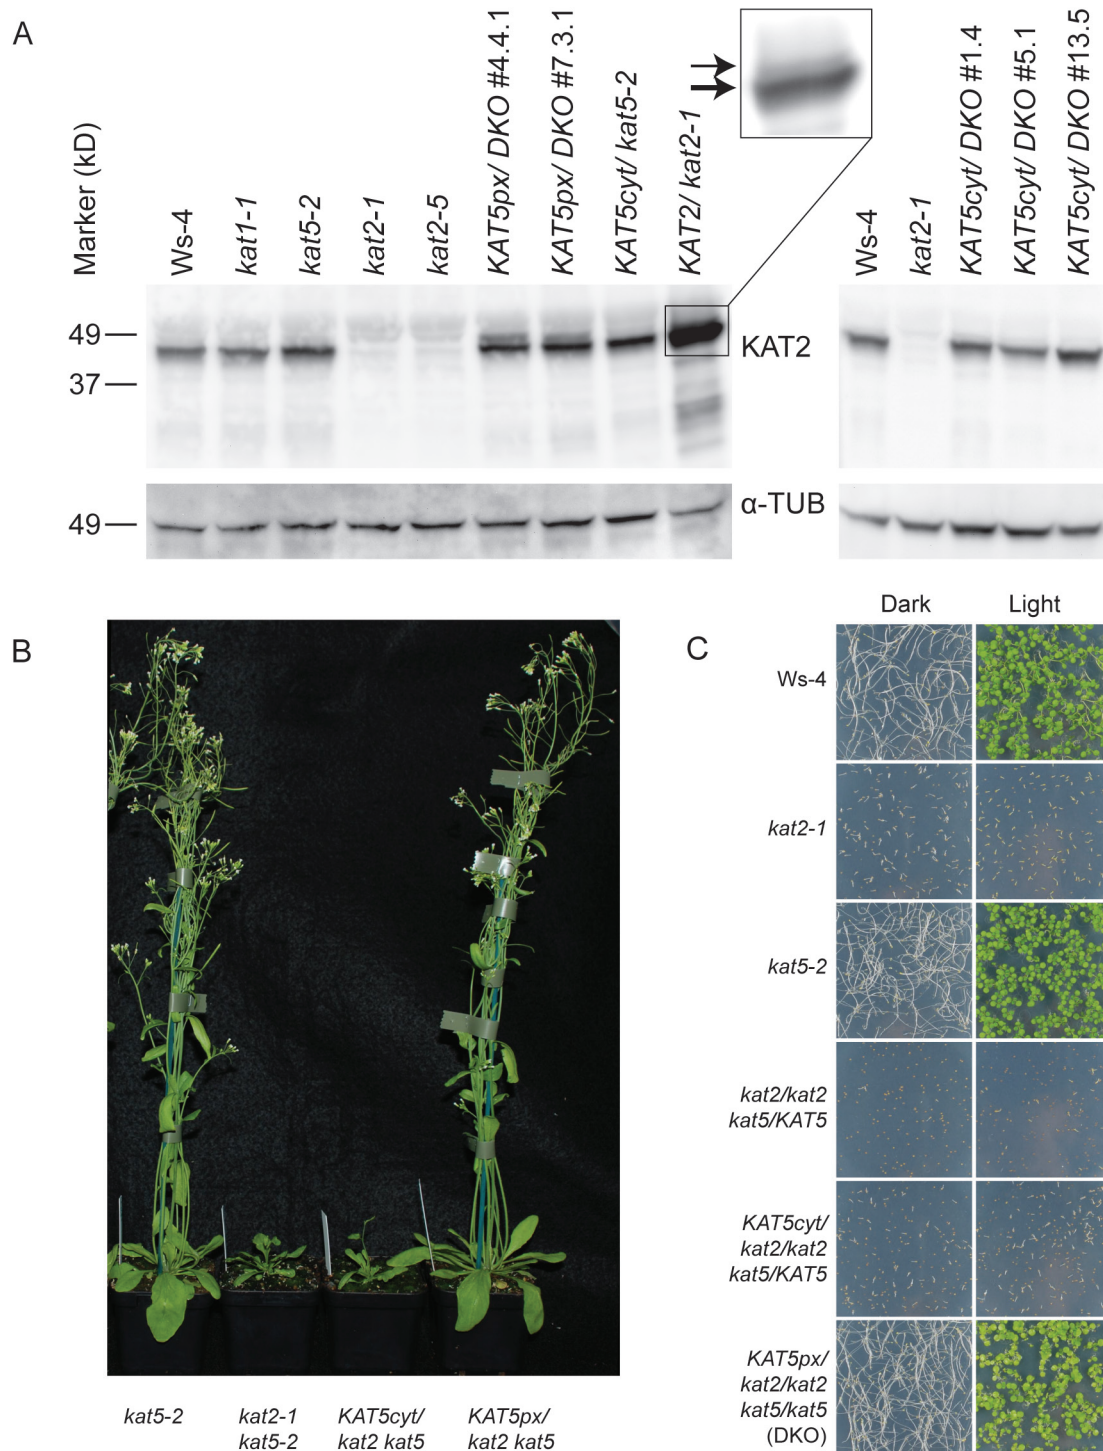 A
Marker (kD)
Ws-4
kat1-1
kat5-2
kat2-1
kat2-5
KAT5px/ DKO #4.4.1
KAT5px/ DKO #7.3.1
KAT5cyt/ kat5-2
KAT2/ kat2-1
Ws-4
kat2-1
KAT5cyt/ DKO #1.4
KAT5cyt/ DKO #5.1
KAT5cyt/ DKO #13.5
49
37
KAT2
49
α-TUB
B
kat5-2
kat2-1
kat5-2
KAT5cyt/
kat2 kat5
KAT5px/
kat2 kat5
C
Dark
Light
Ws-4
kat2-1
kat5-2
kat2/kat2
kat5/KAT5
KAT5cyt/
kat2/kat2
kat5/KAT5
KAT5px/
kat2/kat2
kat5/kat5
(DKO)